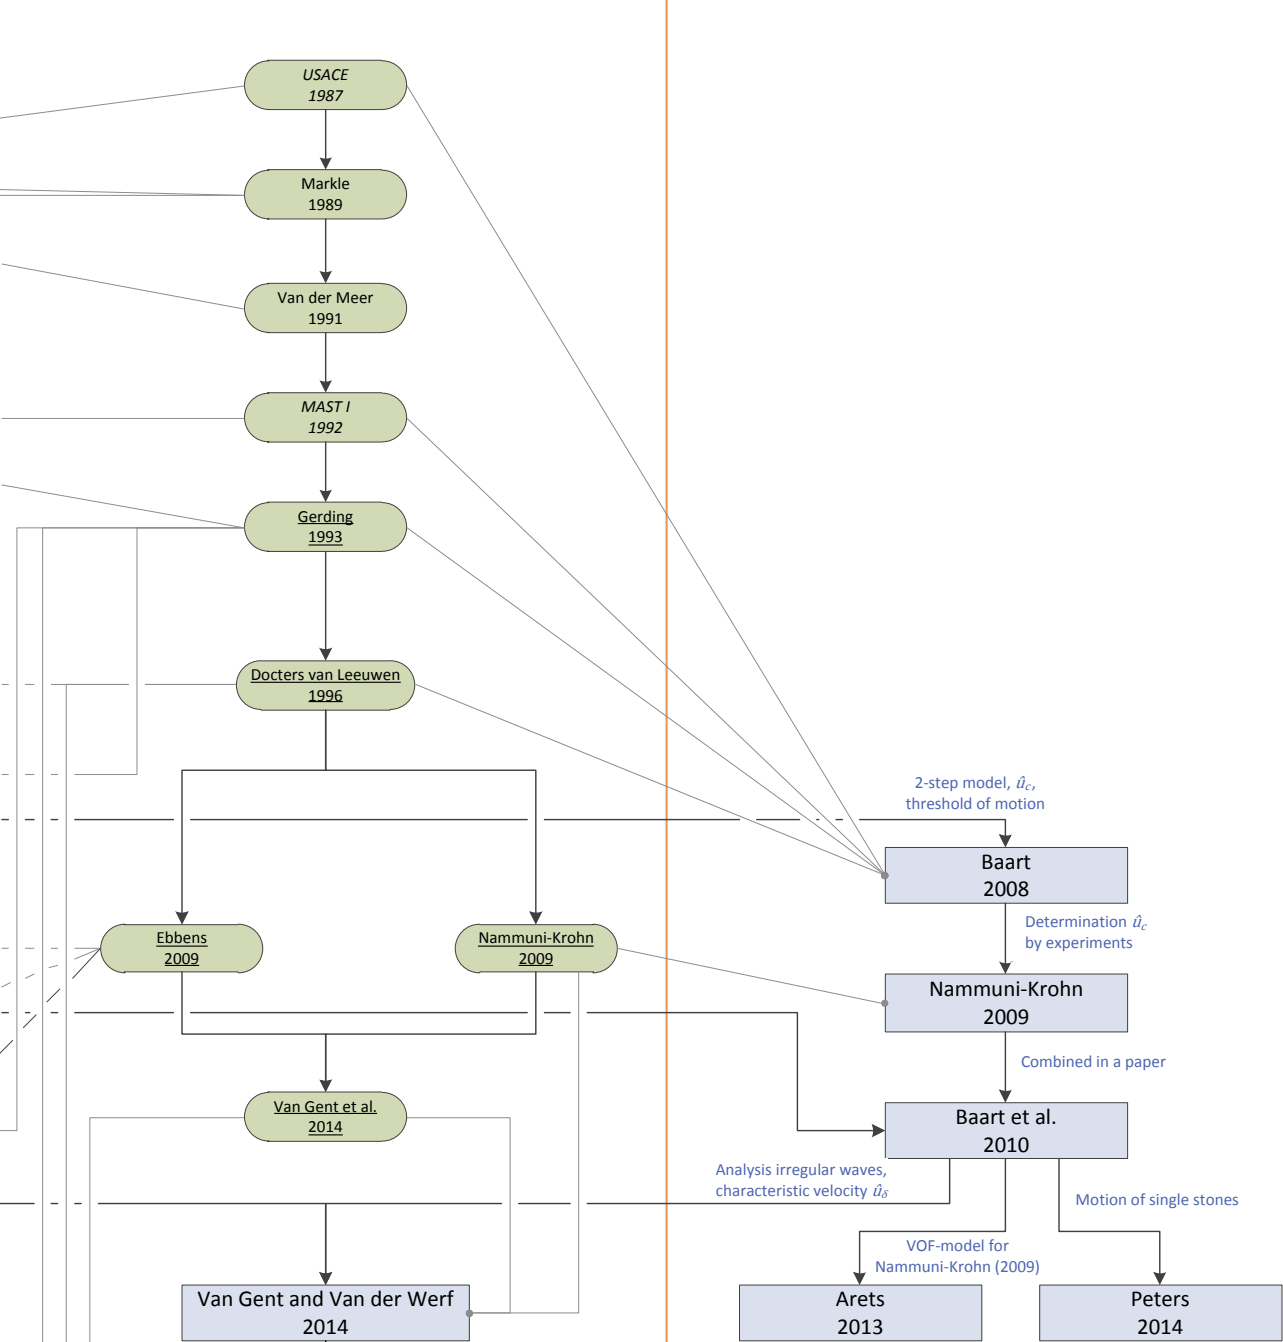 USACE
1987
Markle
1989
Van der Meer
1991
MAST I
1992
Gerding
1993
Docters van Leeuwen
1996
2-step model, û_c,
threshold of motion
Baart
2008
Determination û_c
by experiments
Ebbens
2009
Nammuni-Krohn
2009
Nammuni-Krohn
2009
Combined in a paper
Van Gent et al.
2014
Baart et al.
2010
Analysis irregular waves,
characteristic velocity û_δ
Motion of single stones
VOF-model for
Nammuni-Krohn (2009)
Van Gent and Van der Werf
2014
Arets
2013
Peters
2014